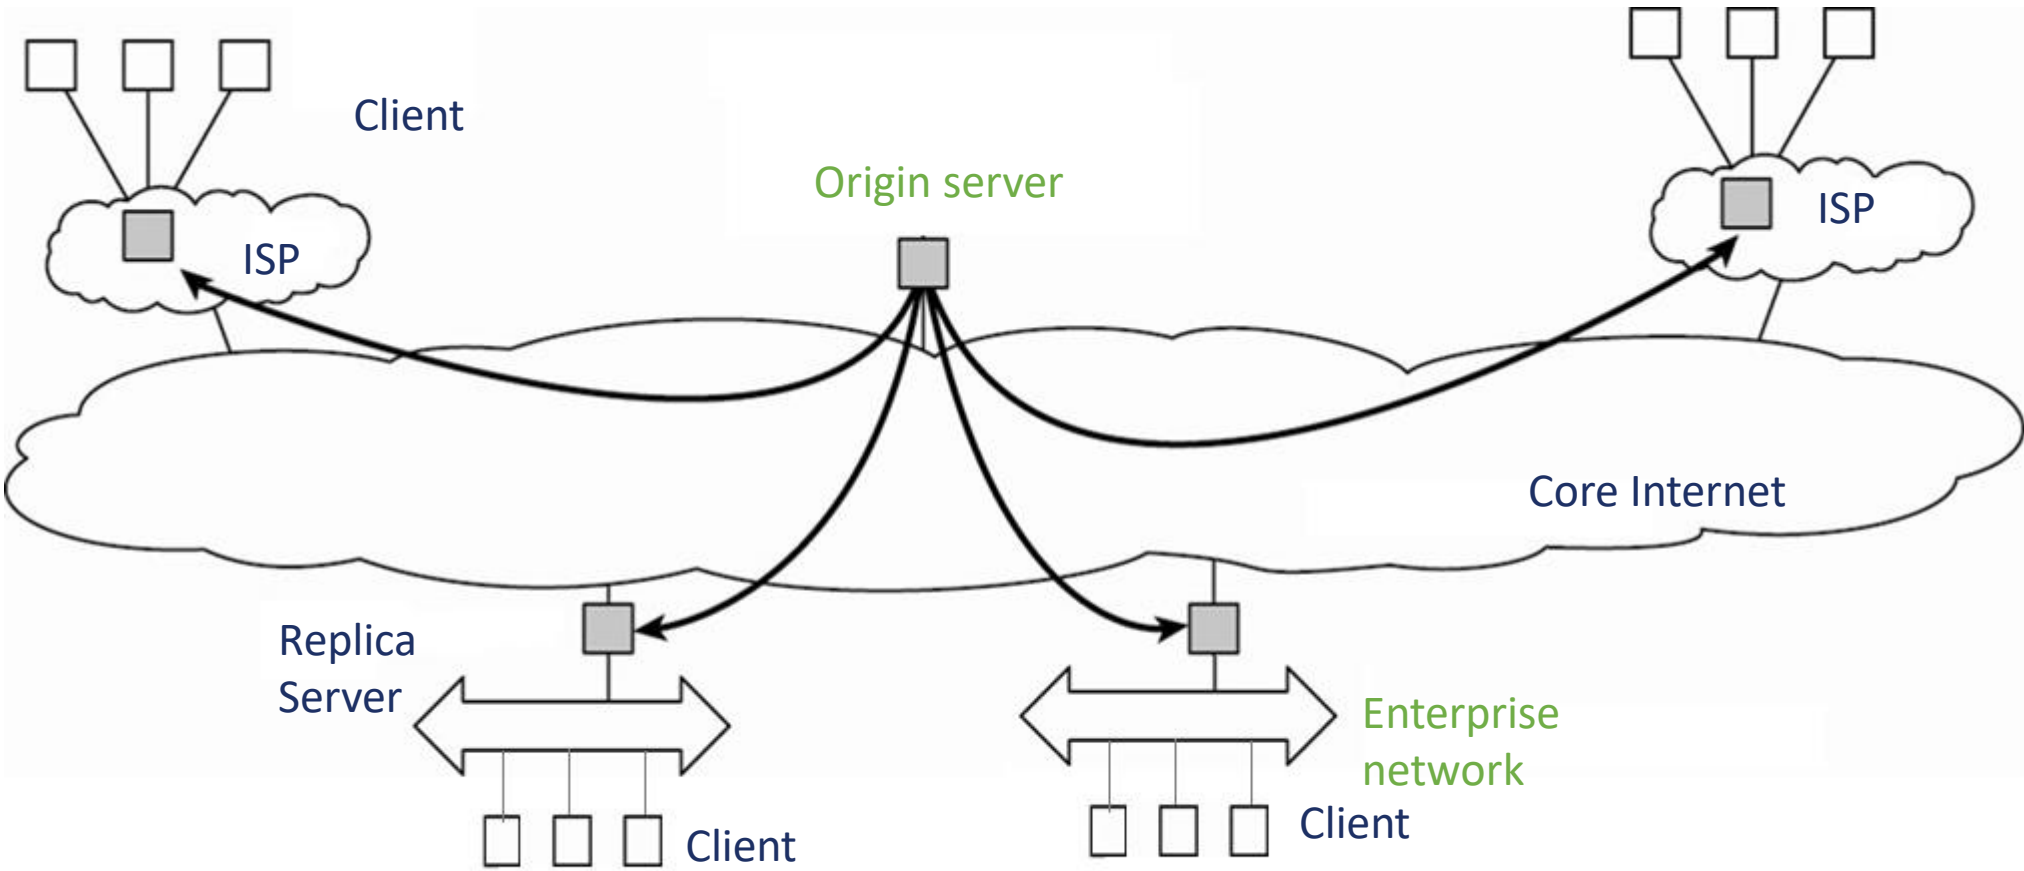 Client
Origin server
ISP
ISP
Core Internet
Replica
Server
Enterprise
network
Client
Client